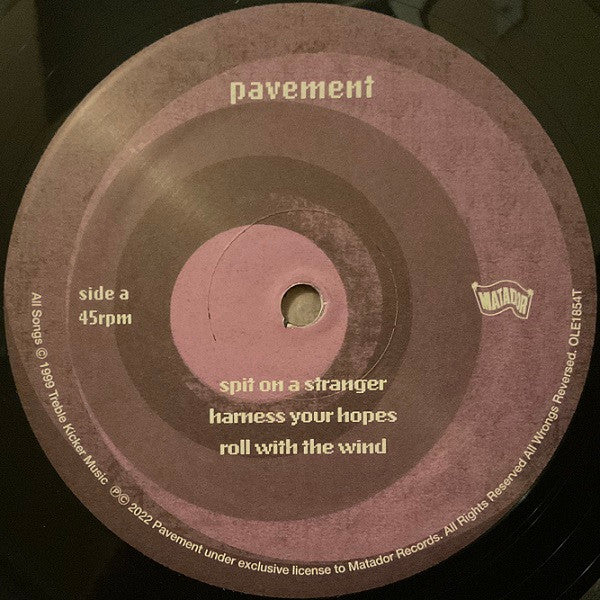 pavement
side a
45rpm
MATADOR
spit on a stranger
harness your hopes
roll with the wind
All Songs © 1999 Treble Kicker Music ℗© 2022 Pavement under exclusive license to Matador Records. All Rights Reserved All Wrongs Reversed. OLE1854T